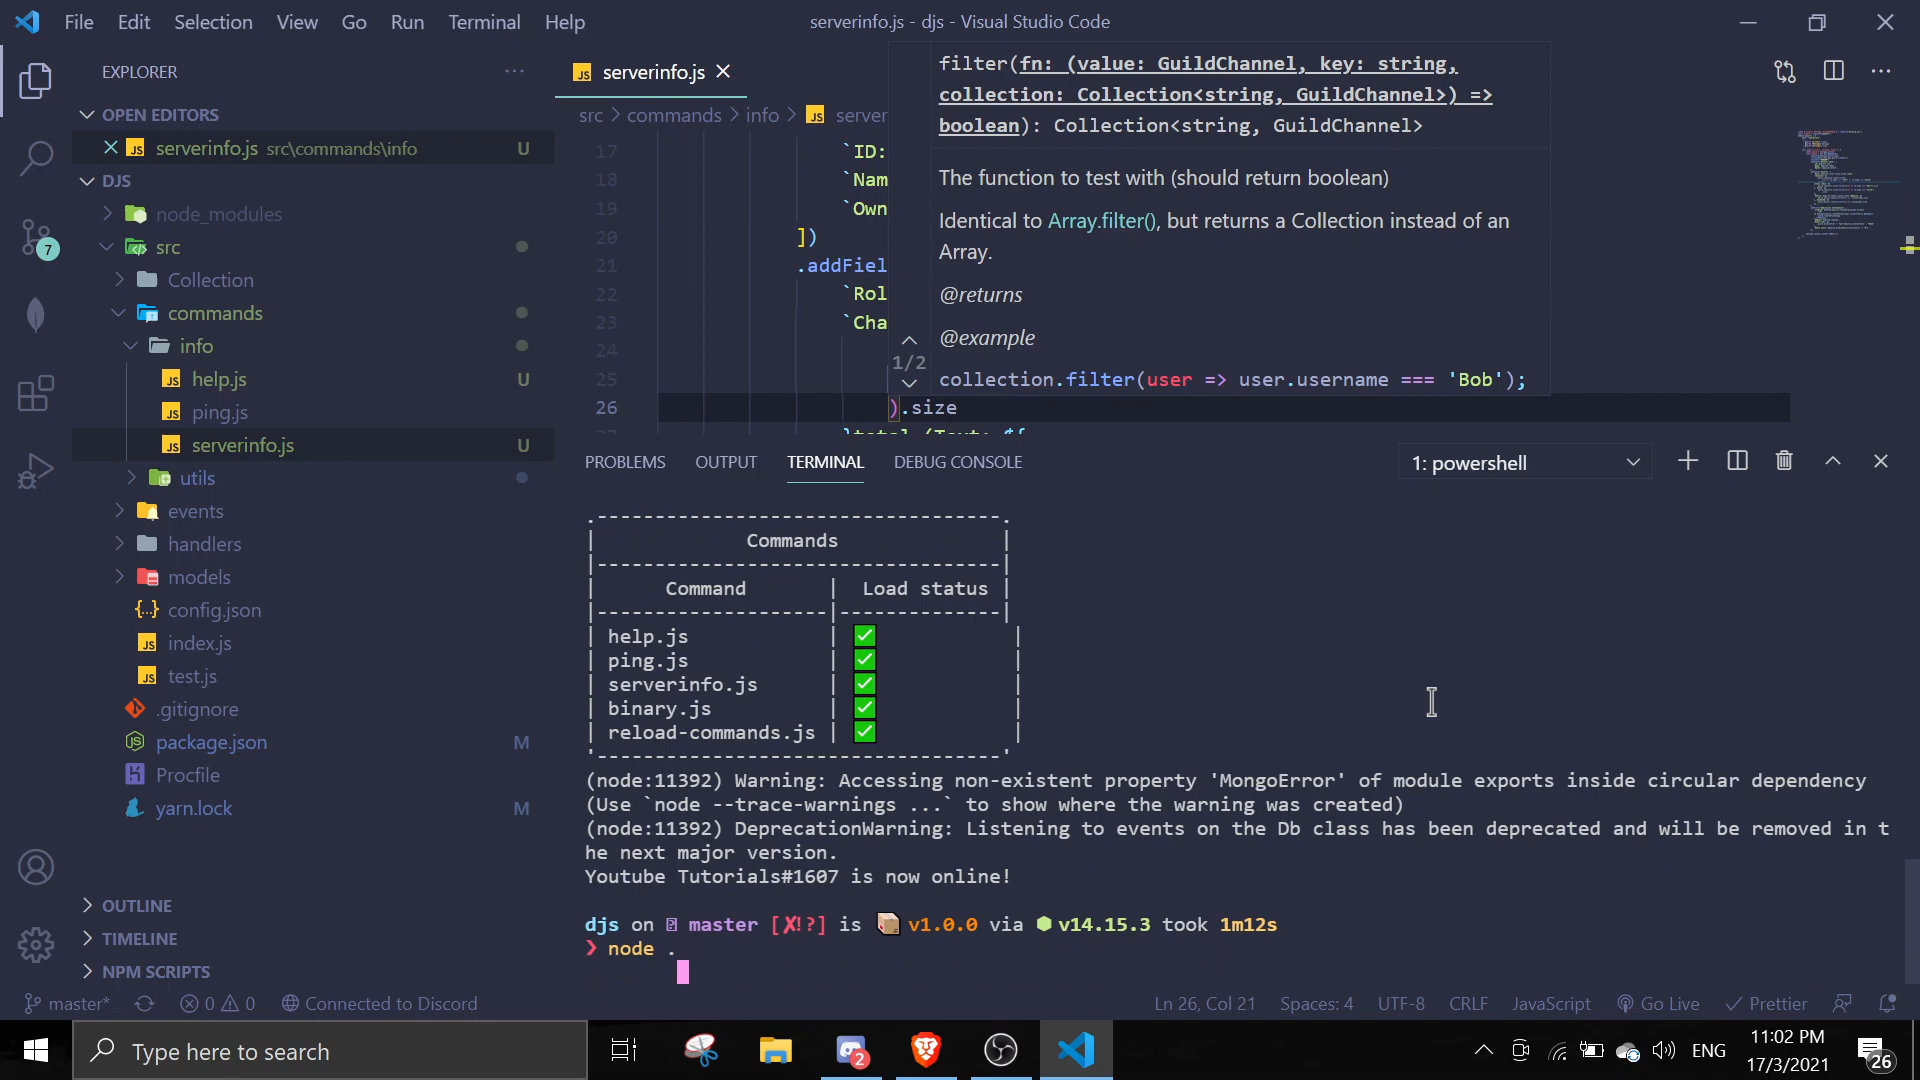 File Edit Selection View Go Run Terminal Help
serverinfo.js - djs - Visual Studio Code
EXPLORER
OPEN EDITORS
serverinfo.js src\commands\info U
DJS
node_modules
src
Collection
commands
info
help.js U
ping.js
serverinfo.js U
utils
events
handlers
models
config.json
index.js
test.js
.gitignore
package.json M
Procfile
yarn.lock M
OUTLINE
TIMELINE
NPM SCRIPTS
7
serverinfo.js
src > commands > info > server
17 `ID:
18 `Nam
19 `Own
20 ])
21 .addFiel
22 `Rol
23 `Cha
24
25
26 ).size
filter(fn: (value: GuildChannel, key: string,
collection: Collection<string, GuildChannel>) =>
boolean): Collection<string, GuildChannel>
The function to test with (should return boolean)
Identical to Array.filter(), but returns a Collection instead of an
Array.
@returns
@example
1/2
collection.filter(user => user.username === 'Bob');
PROBLEMS OUTPUT TERMINAL DEBUG CONSOLE
1: powershell
Commands
Command | Load status
help.js | ✅
ping.js | ✅
serverinfo.js | ✅
binary.js | ✅
reload-commands.js | ✅
(node:11392) Warning: Accessing non-existent property 'MongoError' of module exports inside circular dependency
(Use `node --trace-warnings ...` to show where the warning was created)
(node:11392) DeprecationWarning: Listening to events on the Db class has been deprecated and will be removed in t
he next major version.
Youtube Tutorials#1607 is now online!
djs on master [✘!?] is 📦 v1.0.0 via ⬢ v14.15.3 took 1m12s
❯ node .
master* 0 0 Connected to Discord
Ln 26, Col 21 Spaces: 4 UTF-8 CRLF JavaScript Go Live Prettier
Type here to search
2
ENG
11:02 PM
17/3/2021
26